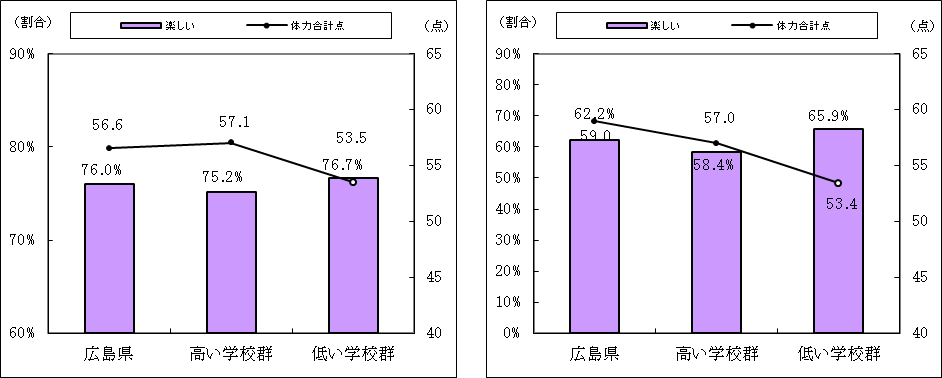 (割合)
楽しい
体力合計点
(点)
90%
80%
70%
60%
65
60
55
50
45
40
56.6
57.1
53.5
76.0%
75.2%
76.7%
広島県
高い学校群
低い学校群
(割合)
楽しい
体力合計点
(点)
90%
80%
70%
60%
50%
40%
30%
20%
10%
0%
65
60
55
50
45
40
62.2%
57.0
65.9%
59.0
58.4%
53.4
広島県
高い学校群
低い学校群